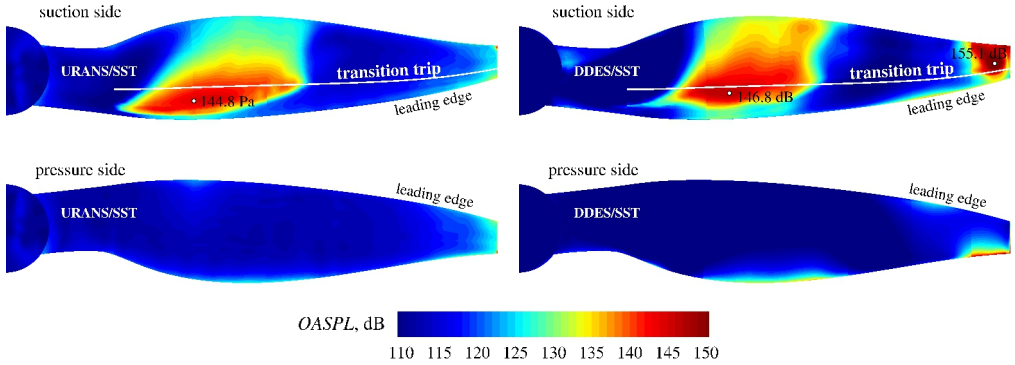 suction side
suction side
155.1 dB
URANS/SST
DDES/SST
transition trip
transition trip
144.8 Pa
146.8 dB
leading edge
leading edge
pressure side
pressure side
leading edge
leading edge
URANS/SST
DDES/SST
OASPL, dB
110 115 120 125 130 135 140 145 150